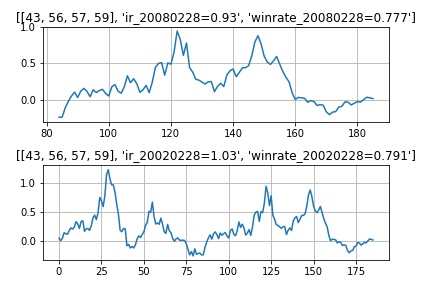 [[43, 56, 57, 59], 'ir_20080228=0.93', 'winrate_20080228=0.777']
1.0
0.5
0.0
80 100 120 140 160 180
[[43, 56, 57, 59], 'ir_20020228=1.03', 'winrate_20020228=0.791']
1.0
0.5
0.0
0 25 50 75 100 125 150 175